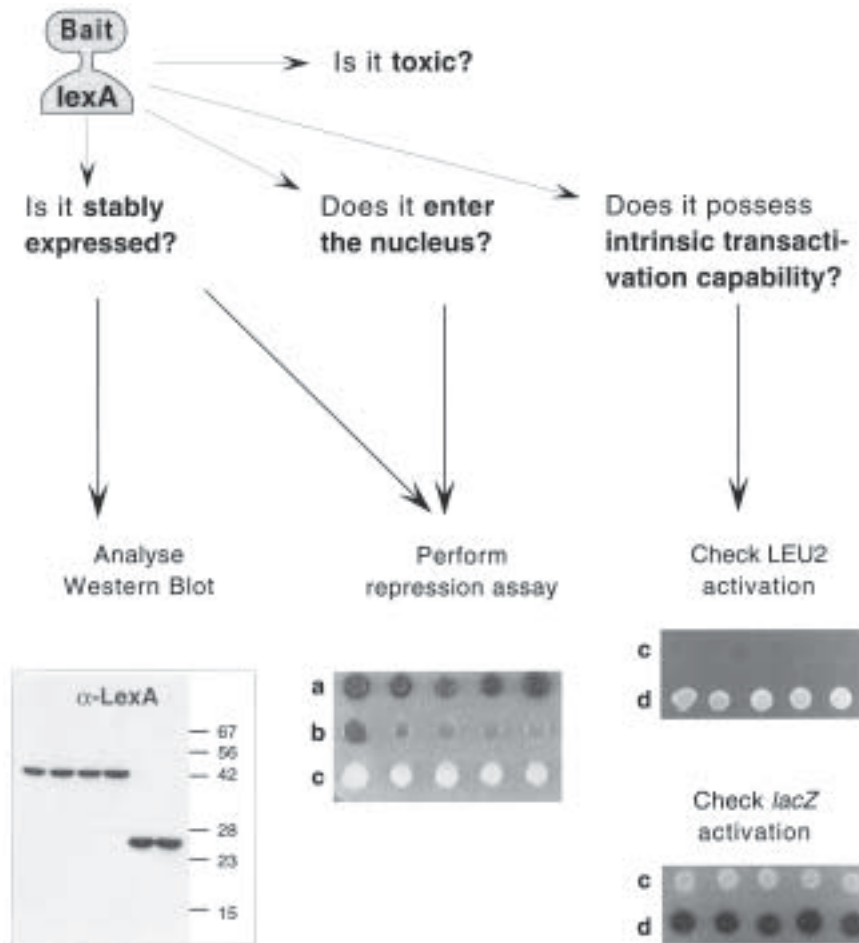 Bait
lexA
Is it toxic?
Is it stably
expressed?
Does it enter
the nucleus?
Does it possess
intrinsic transacti-
vation capability?
Analyse
Western Blot
Perform
repression assay
Check LEU2
activation
α-LexA
67
56
42
28
23
15
a
b
c
c
d
Check lacZ
activation
c
d